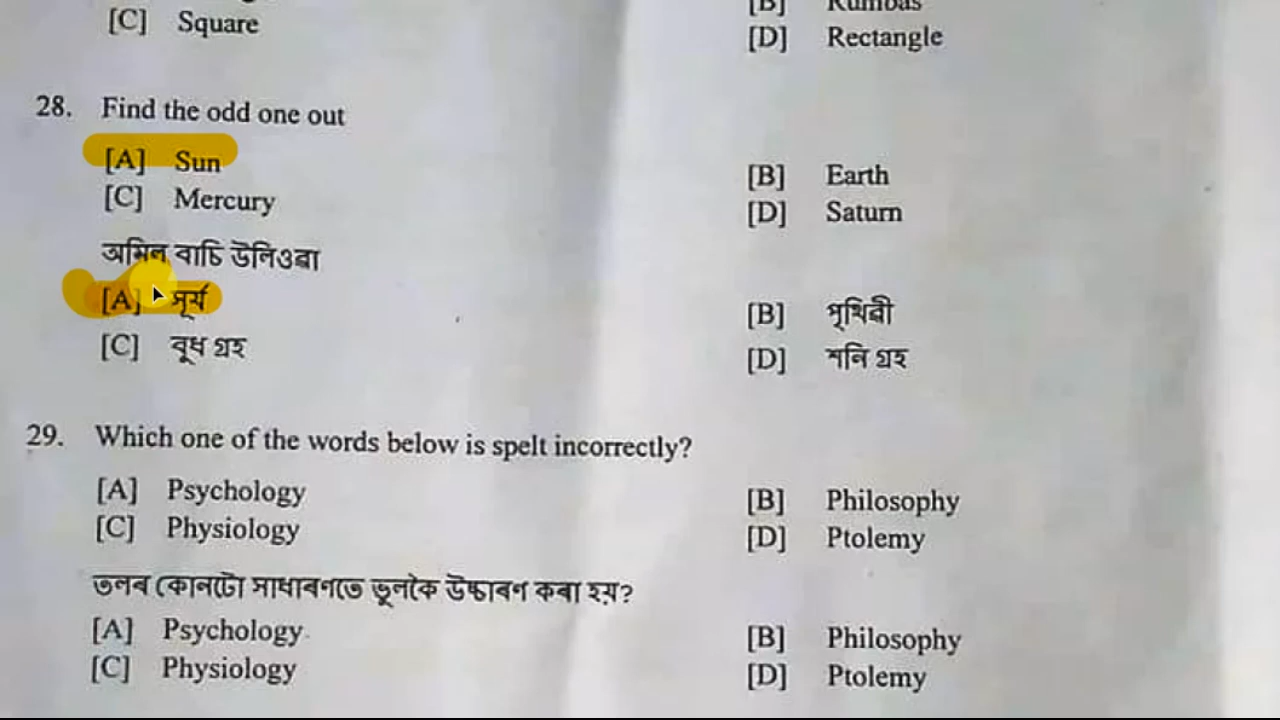 [C] Square [B] Rumbas
[D] Rectangle
28. Find the odd one out
[A] Sun [B] Earth
[C] Mercury [D] Saturn
অমিল বাচি উলিওৱা
[A] সূৰ্য [B] পৃথিৱী
[C] বুধ গ্ৰহ [D] শনি গ্ৰহ
29. Which one of the words below is spelt incorrectly?
[A] Psychology [B] Philosophy
[C] Physiology [D] Ptolemy
তলৰ কোনটো সাধাৰণতে ভুলকৈ উচ্চাৰণ কৰা হয়?
[A] Psychology [B] Philosophy
[C] Physiology [D] Ptolemy